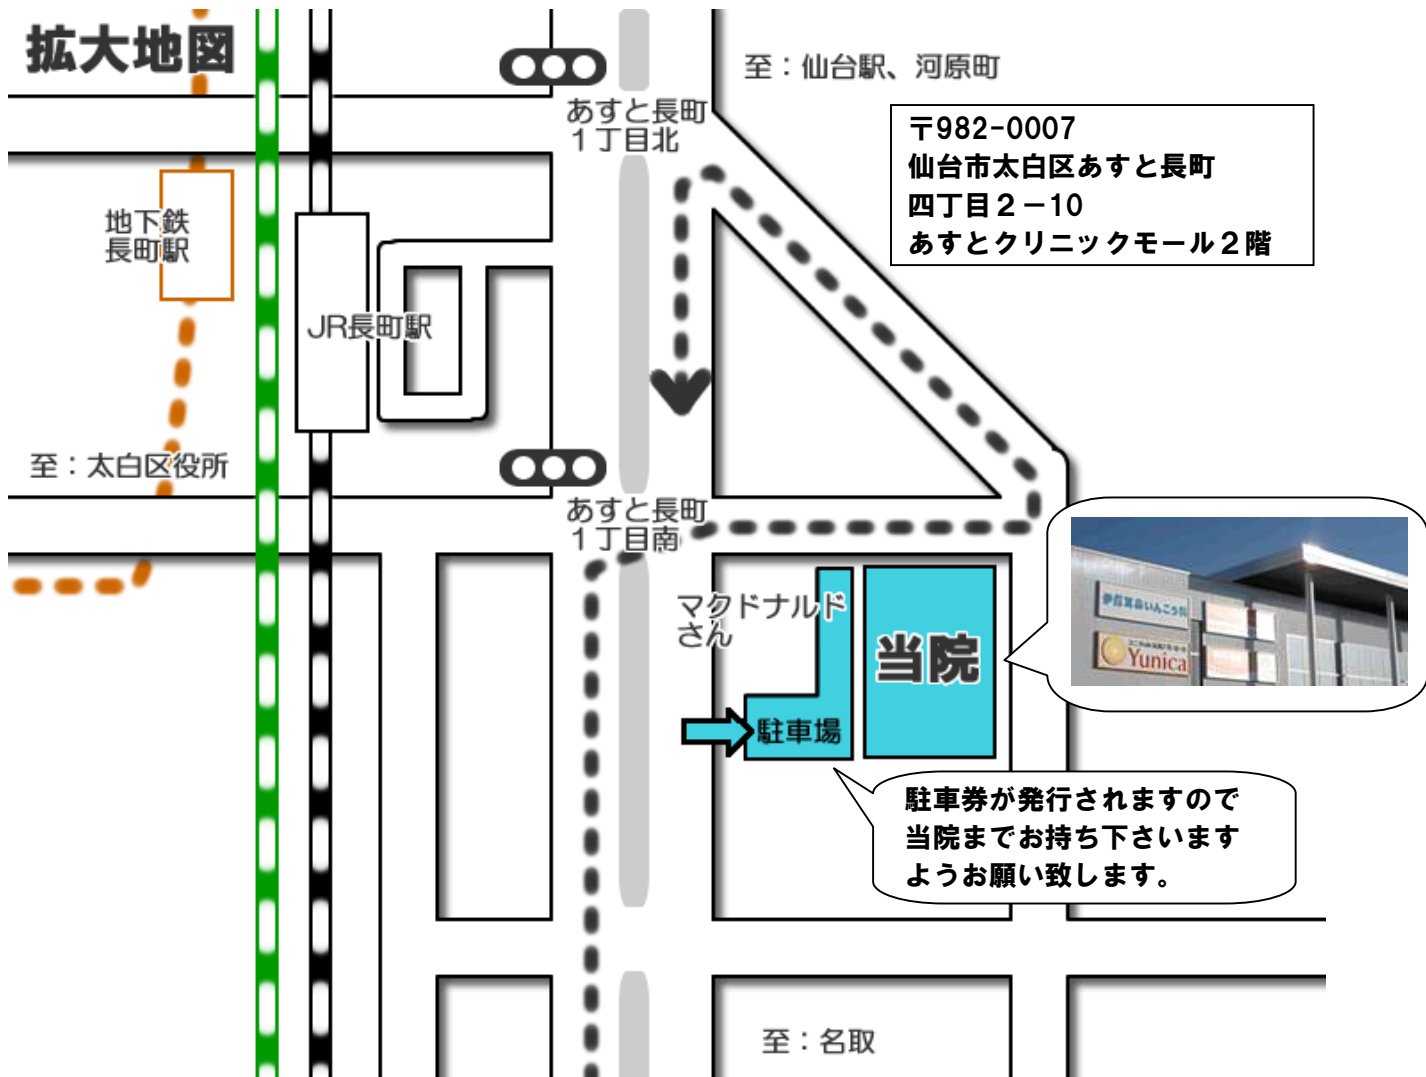 拡大地図
至：仙台駅、河原町
あすと長町
１丁目北
〒982-0007
仙台市太白区あすと長町
四丁目２－10
あすとクリニックモール２階
地下鉄
長町駅
JR長町駅
至：太白区役所
あすと長町
１丁目南
マクドナルド
さん
当院
駐車場
Yunica
駐車券が発行されますので
当院までお持ち下さいます
ようお願い致します。
至：名取